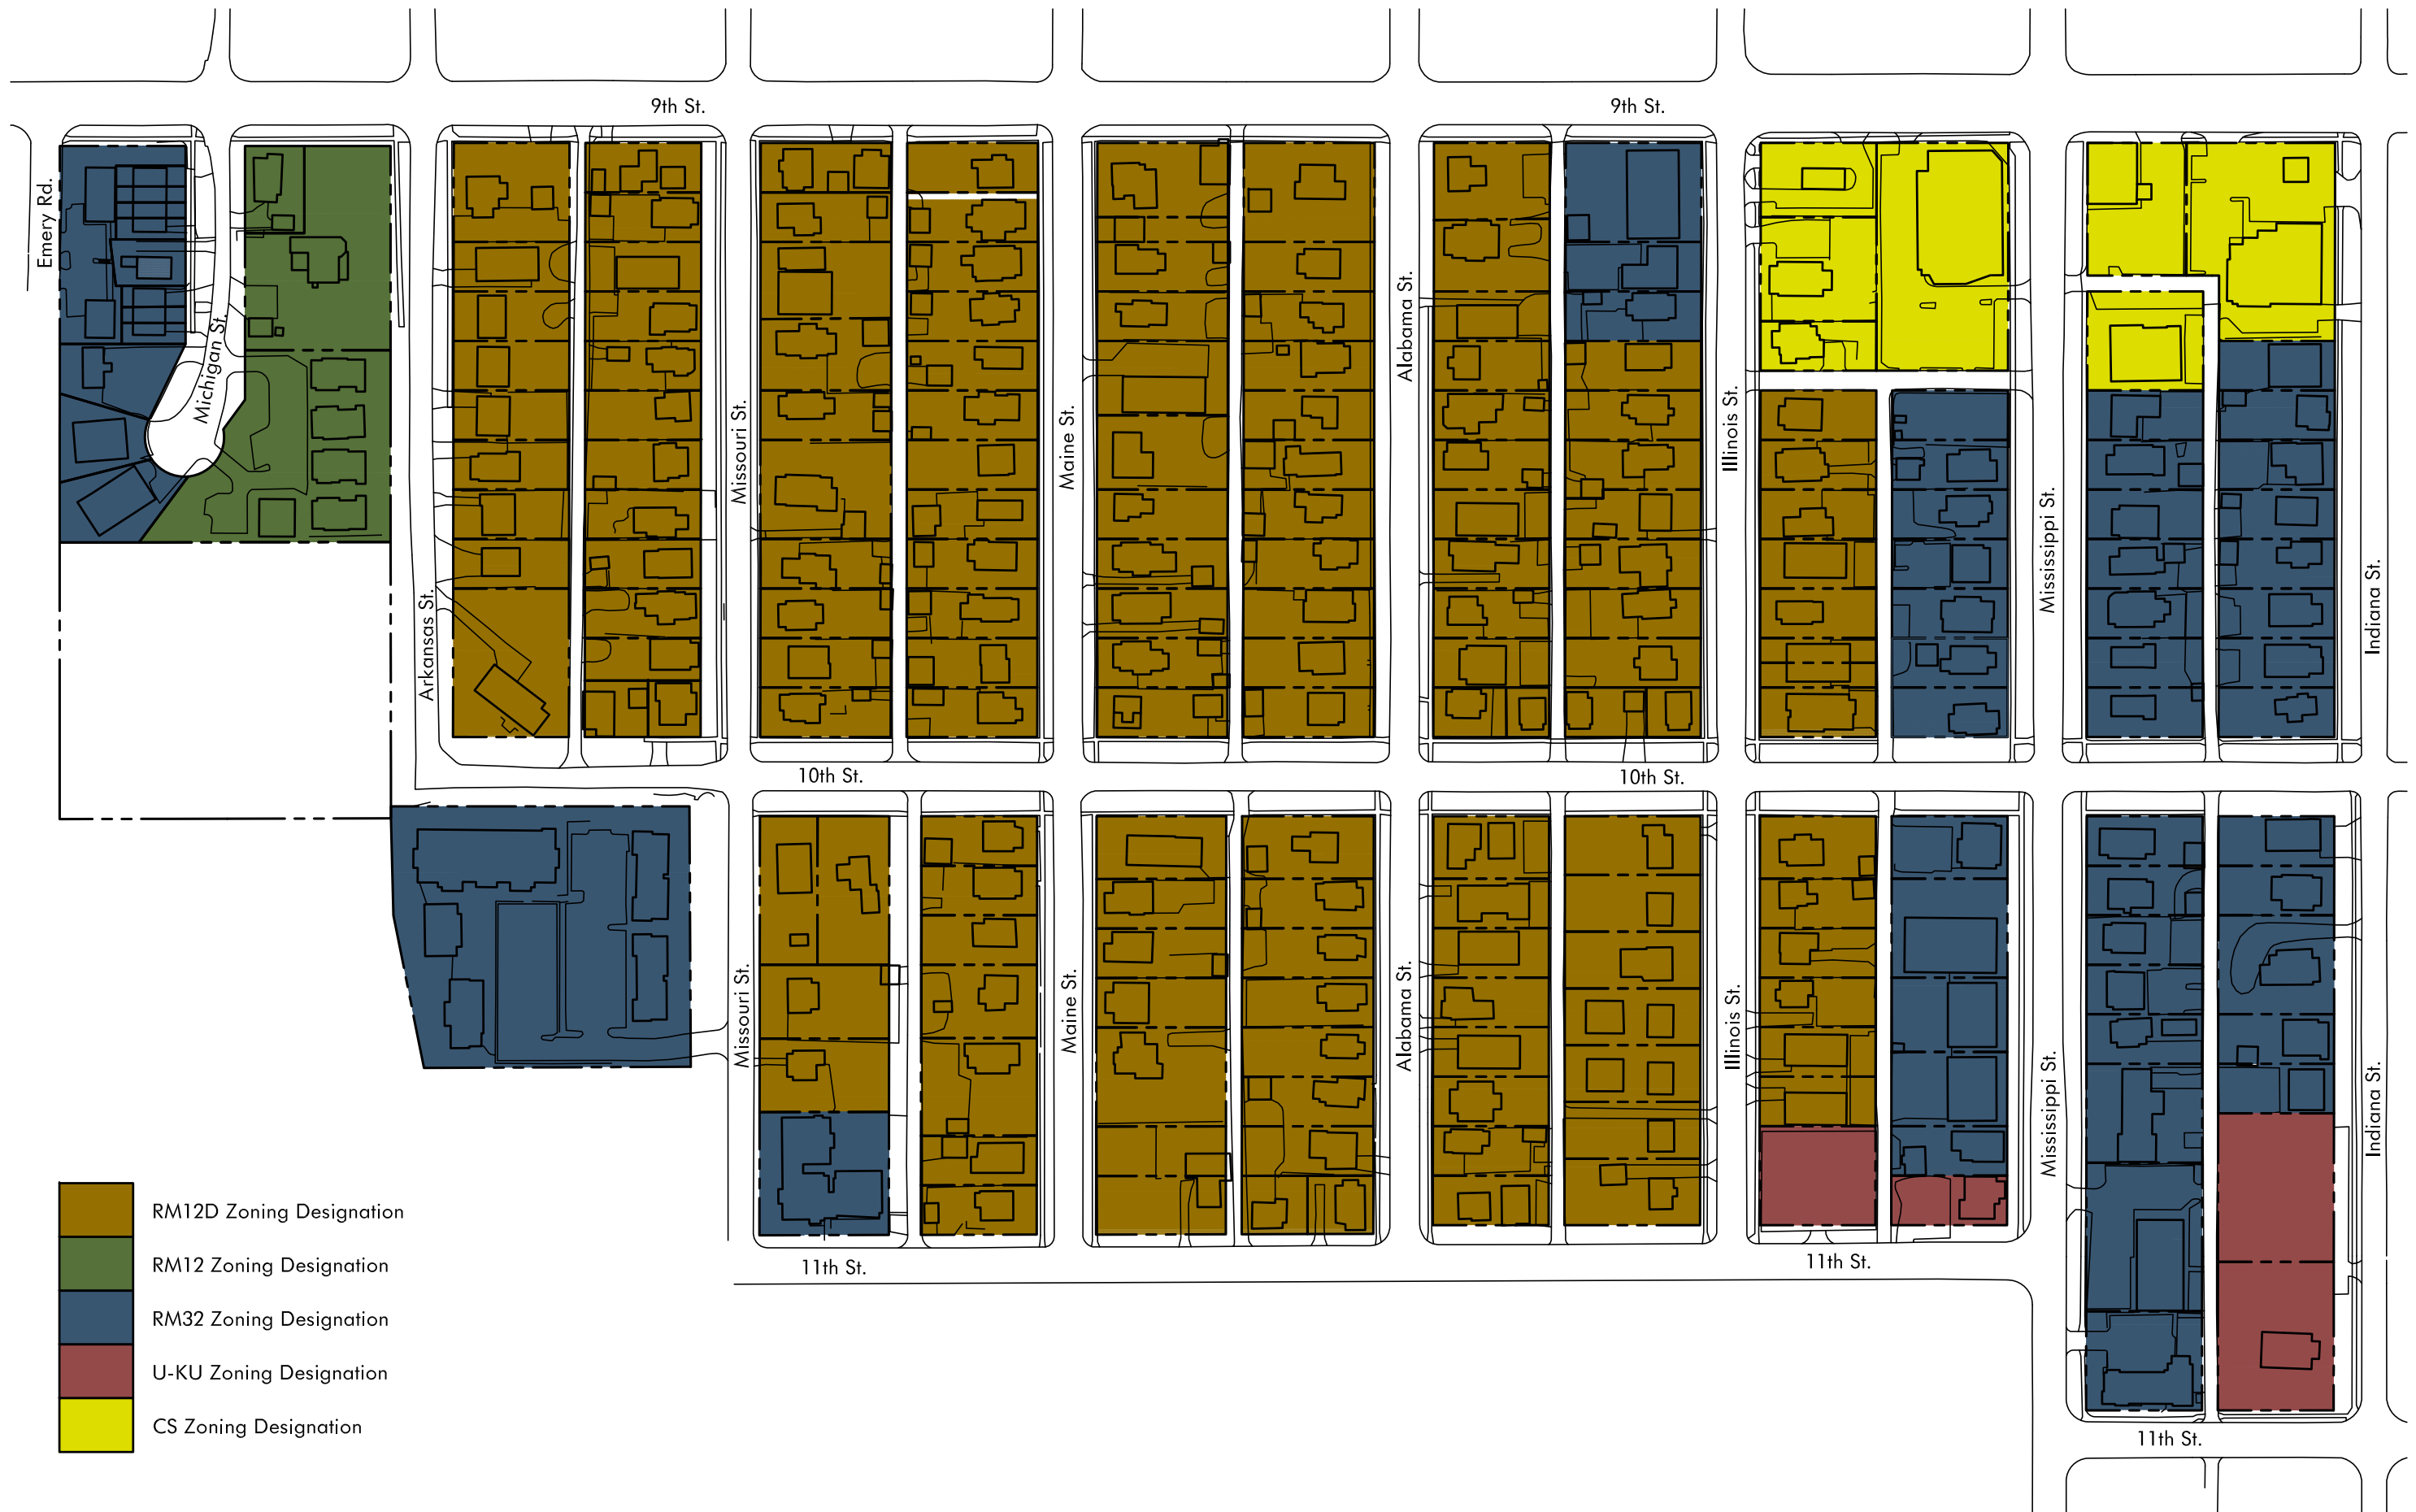 9th St.
9th St.
Emery Rd.
Michigan St.
Arkansas St.
Missouri St.
Maine St.
Alabama St.
Illinois St.
Mississippi St.
Indiana St.
10th St.
10th St.
Missouri St.
Maine St.
Alabama St.
Illinois St.
Mississippi St.
Indiana St.
11th St.
11th St.
11th St.
RM12D Zoning Designation
RM12 Zoning Designation
RM32 Zoning Designation
U-KU Zoning Designation
CS Zoning Designation